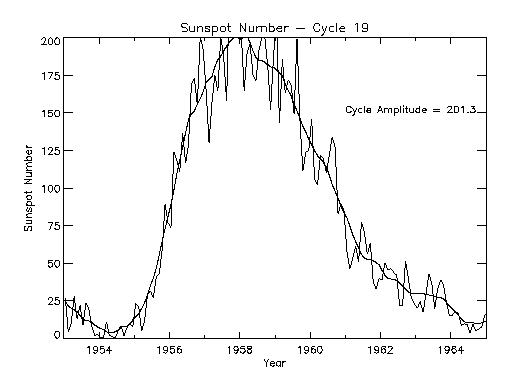 Sunspot Number – Cycle 19
200
175
150
Cycle Amplitude = 201.3
125
100
75
50
25
0
Sunspot Number
1954 1956 1958 1960 1962 1964
Year